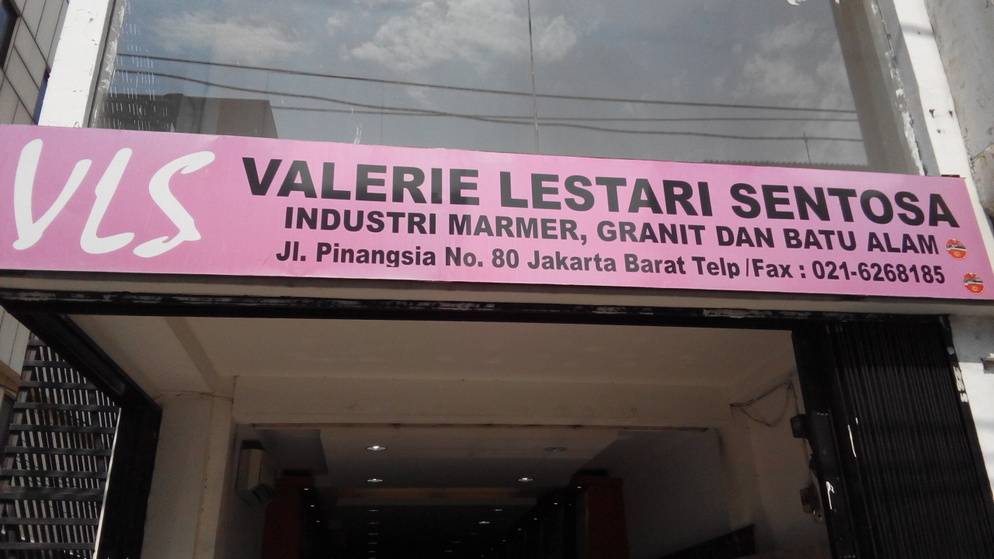 VLS
VALERIE LESTARI SENTOSA
INDUSTRI MARMER, GRANIT DAN BATU ALAM
Jl. Pinangsia No. 80 Jakarta Barat Telp/Fax : 021-6268185